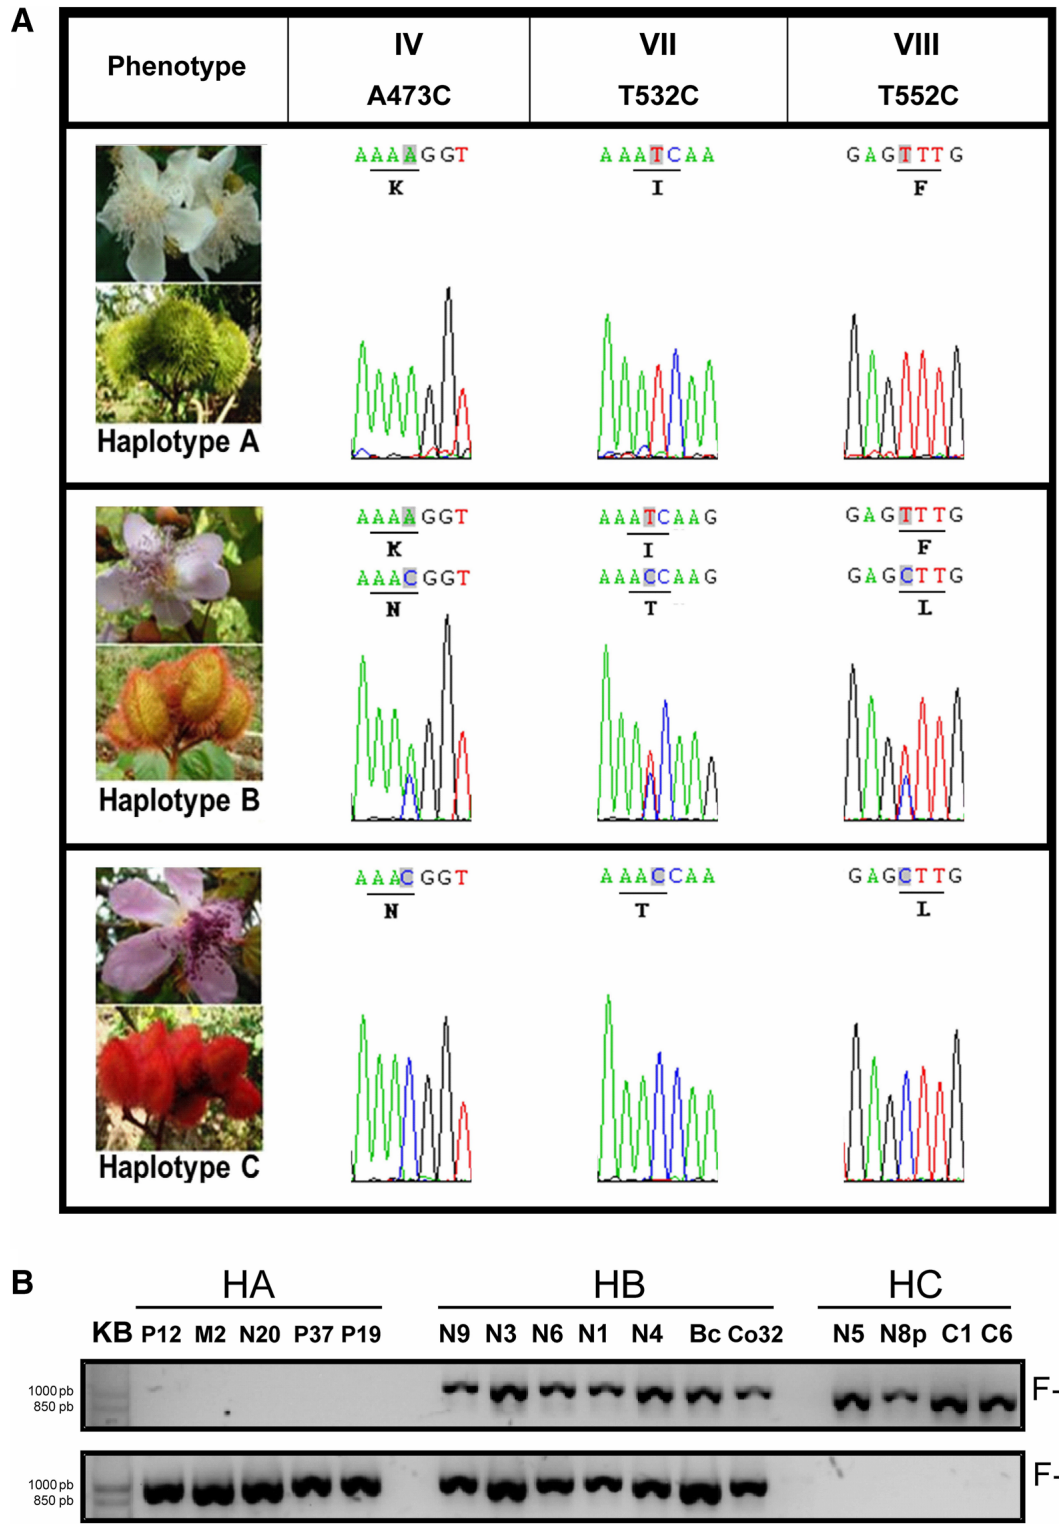 A
Phenotype
IV
A473C
VII
T532C
VIII
T552C
AAAAGGT
K
AAATCAA
I
GAGTTTG
F
Haplotype A
AAAAGGT
K
AAATCAAG
I
GAGTTTG
F
AAACGGT
N
AAACCAAG
T
GAGCTTG
L
Haplotype B
AAACGGT
N
AAACCAA
T
GAGCTTG
L
Haplotype C
B
HA
HB
HC
KB P12 M2 N20 P37 P19 N9 N3 N6 N1 N4 Bc Co32 N5 N8p C1 C6
1000 pb
850 pb
F-
1000 pb
850 pb
F-